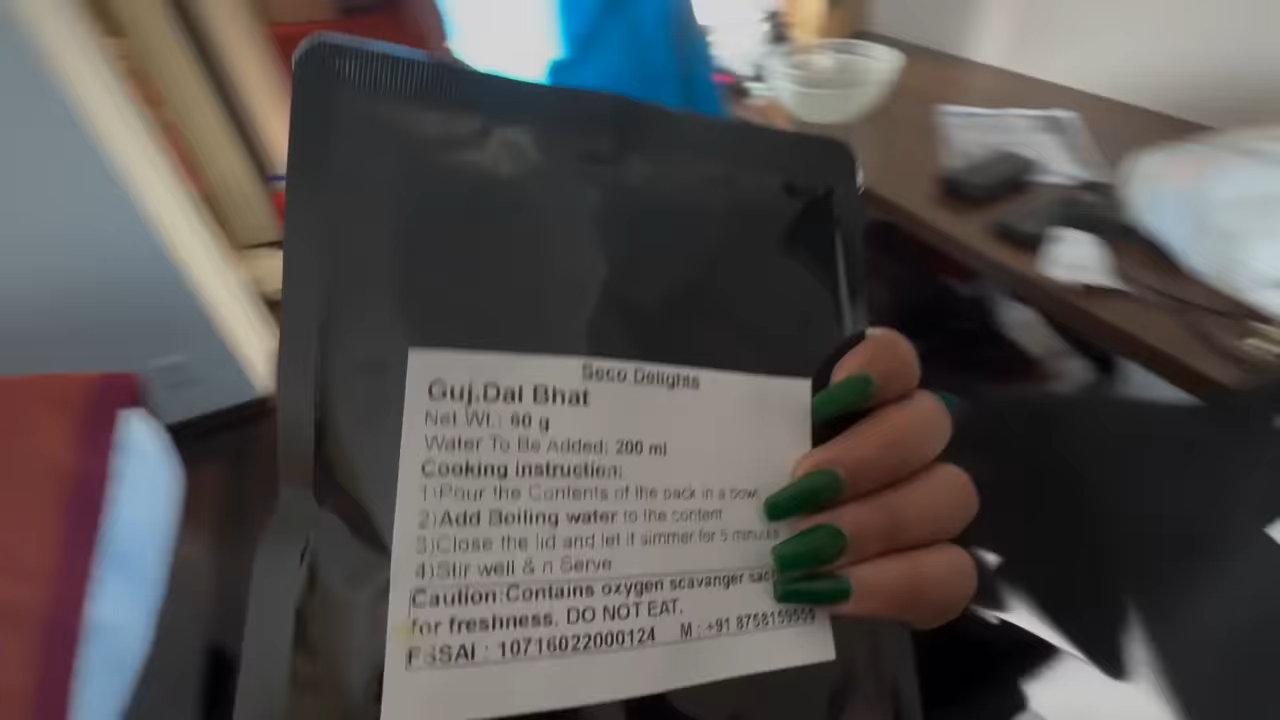 Seco Delights
Guj.Dal Bhat
Net Wt.: 60 g
Water To Be Added: 200 ml
Cooking instruction:
1)Pour the Contents of the pack in a bowl
2)Add Boiling water to the content
3)Close the lid and let it simmer for 5 minutes
4)Stir well & n Serve
Caution:Contains oxygen scavanger
for freshness. DO NOT EAT.
FSSAI : 10716022000124 M : +91 8758159555